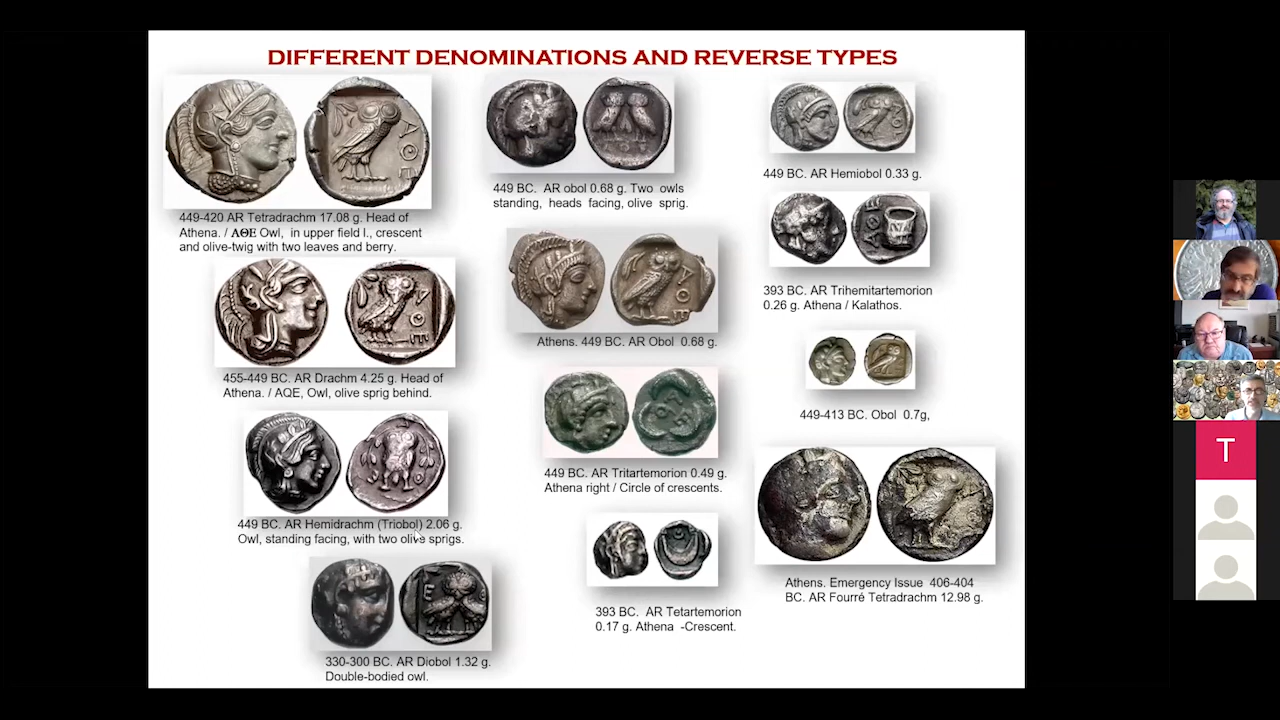 DIFFERENT DENOMINATIONS AND REVERSE TYPES
449-420 AR Tetradrachm 17.08 g. Head of
Athena. / ΑΘΕ Owl, in upper field l., crescent
and olive-twig with two leaves and berry.
455-449 BC. AR Drachm 4.25 g. Head of
Athena. / AQE, Owl, olive sprig behind.
449 BC. AR Hemidrachm (Triobol) 2.06 g.
Owl, standing facing, with two olive sprigs.
330-300 BC. AR Diobol 1.32 g.
Double-bodied owl.
449 BC. AR obol 0.68 g. Two owls
standing, heads facing, olive sprig.
Athens. 449 BC. AR Obol 0.68 g.
449 BC. AR Tritartemorion 0.49 g.
Athena right / Circle of crescents.
393 BC. AR Tetartemorion
0.17 g. Athena -Crescent.
449 BC. AR Hemiobol 0.33 g.
393 BC. AR Trihemitartemorion
0.26 g. Athena / Kalathos.
449-413 BC. Obol 0.7g,
Athens. Emergency Issue 406-404
BC. AR Fourré Tetradrachm 12.98 g.
ΑΘΕ
ΑΘΕ
ΑΘΕ
ΑΘ
Ε
T